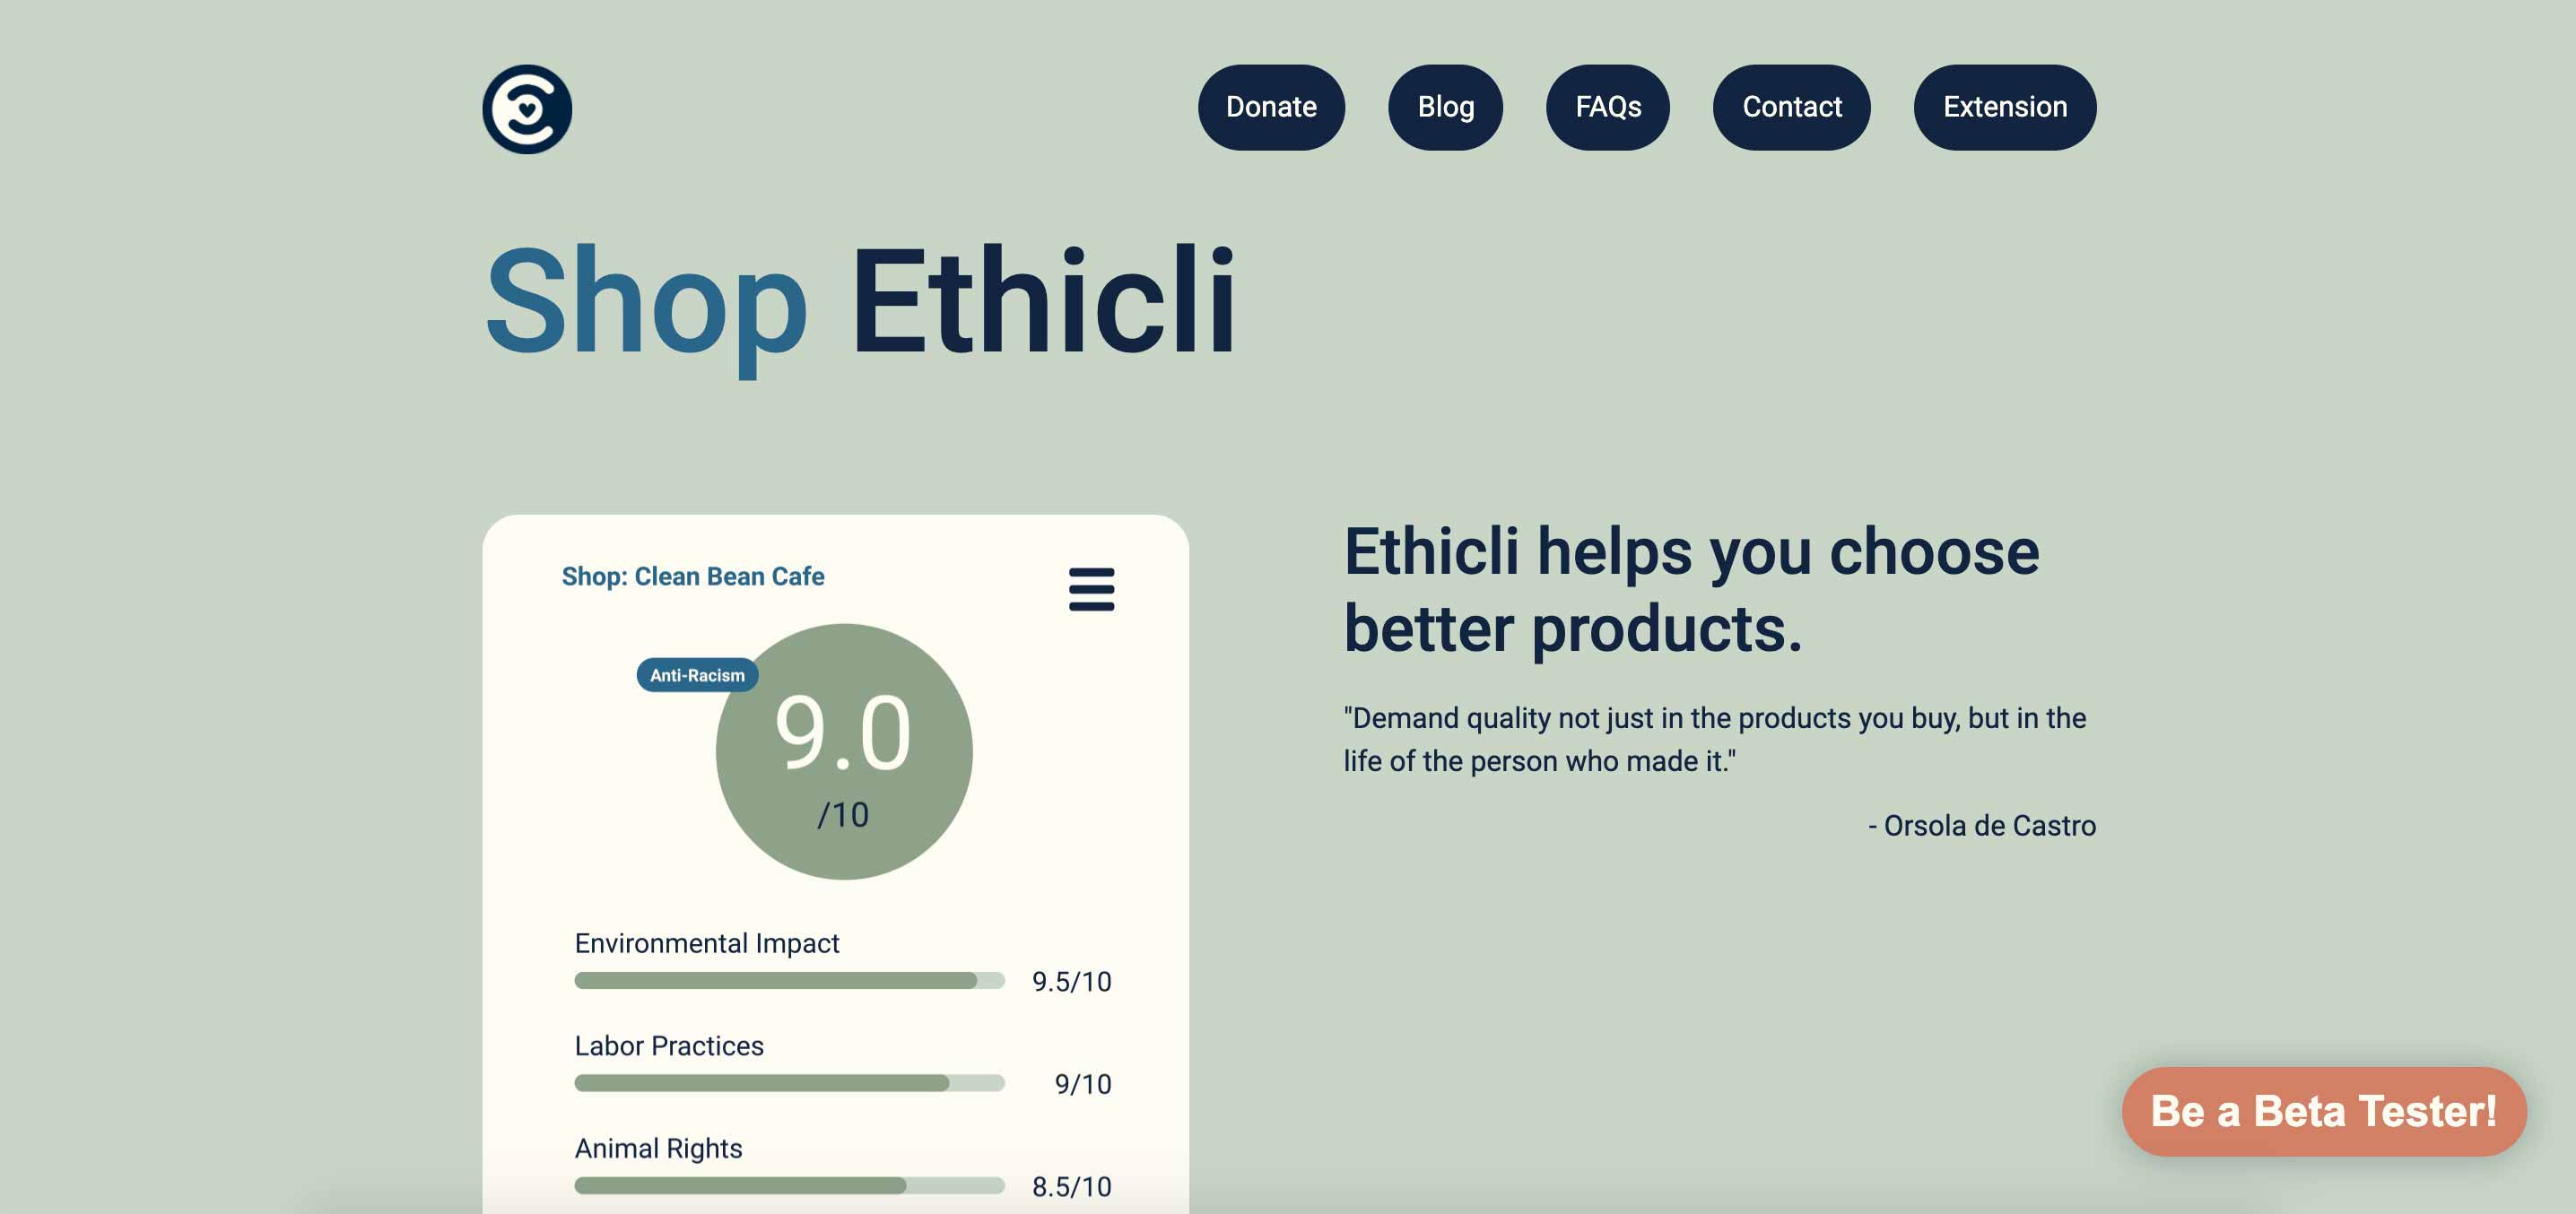 Donate
Blog
FAQs
Contact
Extension
Shop Ethicli
Shop: Clean Bean Cafe
Anti-Racism
9.0
/10
Environmental Impact
9.5/10
Labor Practices
9/10
Animal Rights
8.5/10
Ethicli helps you choose
better products.
"Demand quality not just in the products you buy, but in the
life of the person who made it."
- Orsola de Castro
Be a Beta Tester!